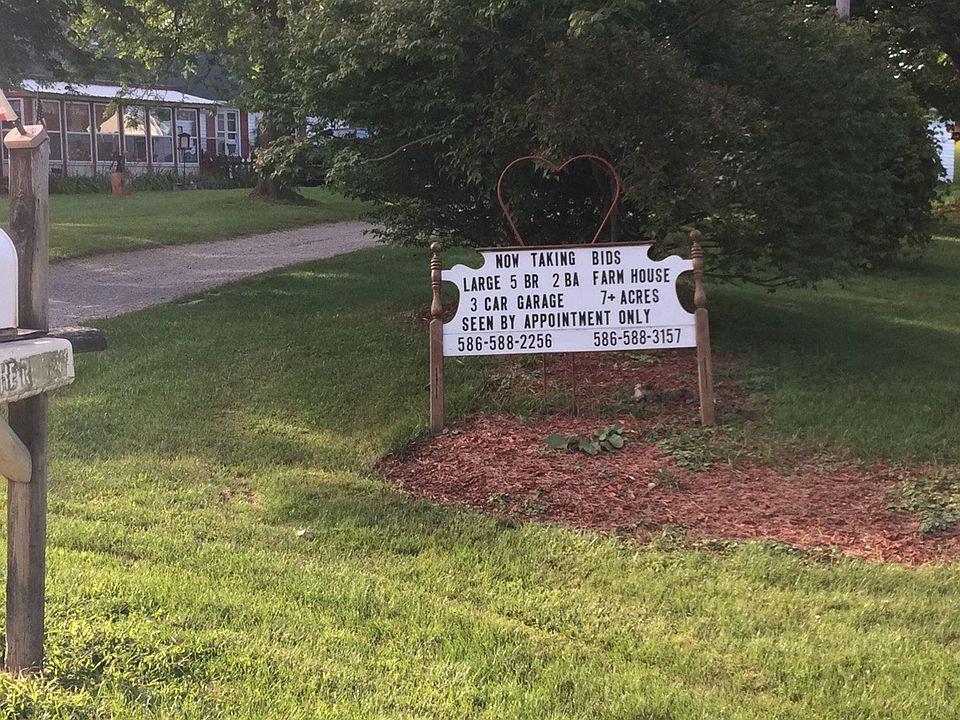 NOW TAKING BIDS
LARGE 5 BR 2 BA FARM HOUSE
3 CAR GARAGE 7+ ACRES
SEEN BY APPOINTMENT ONLY
586-588-2256 586-588-3157